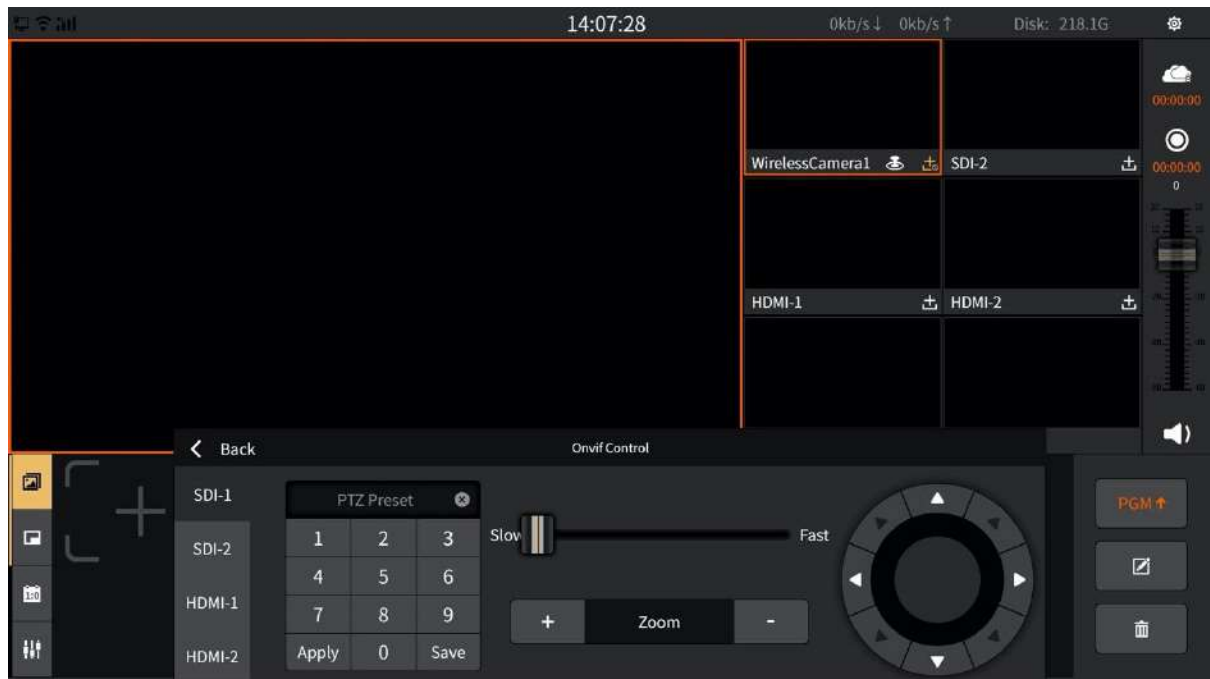 14:07:28 0kb/s↓ 0kb/s↑ Disk: 218.1G
00:00:00
WirelessCamera1 SDI-2
00:00:00
0
HDMI-1 HDMI-2
Back Onvif Control
SDI-1
SDI-2
HDMI-1
HDMI-2
PTZ Preset
1 2 3
4 5 6
7 8 9
Apply 0 Save
Slow Fast
+ Zoom -
PGM↑
1:0